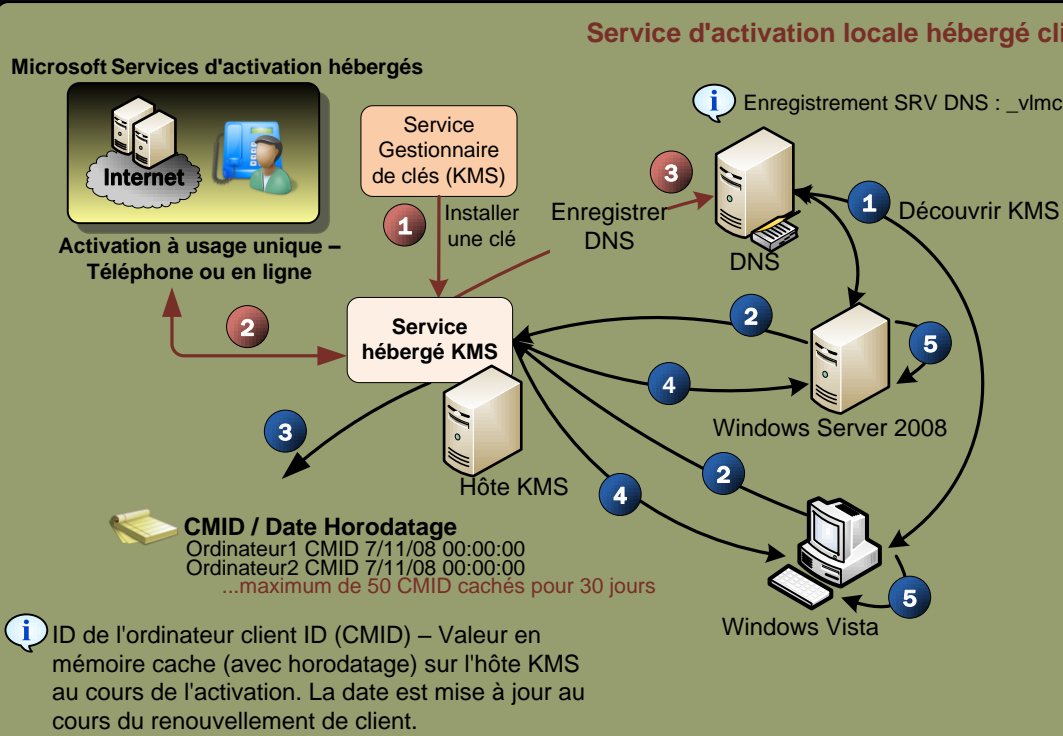 Service d'activation locale hébergé cli
Microsoft Services d'activation hébergés
Enregistrement SRV DNS : _vlmc
Internet
Service
Gestionnaire
de clés (KMS)
1
Installer
une clé
Enregistrer
DNS
3
DNS
1
Découvrir KMS
Activation à usage unique –
Téléphone ou en ligne
2
Service
hébergé KMS
2
5
4
Windows Server 2008
3
Hôte KMS
4
2
CMID / Date Horodatage
Ordinateur1 CMID 7/11/08 00:00:00
Ordinateur2 CMID 7/11/08 00:00:00
...maximum de 50 CMID cachés pour 30 jours
5
Windows Vista
ID de l'ordinateur client ID (CMID) – Valeur en
mémoire cache (avec horodatage) sur l'hôte KMS
au cours de l'activation. La date est mise à jour au
cours du renouvellement de client.